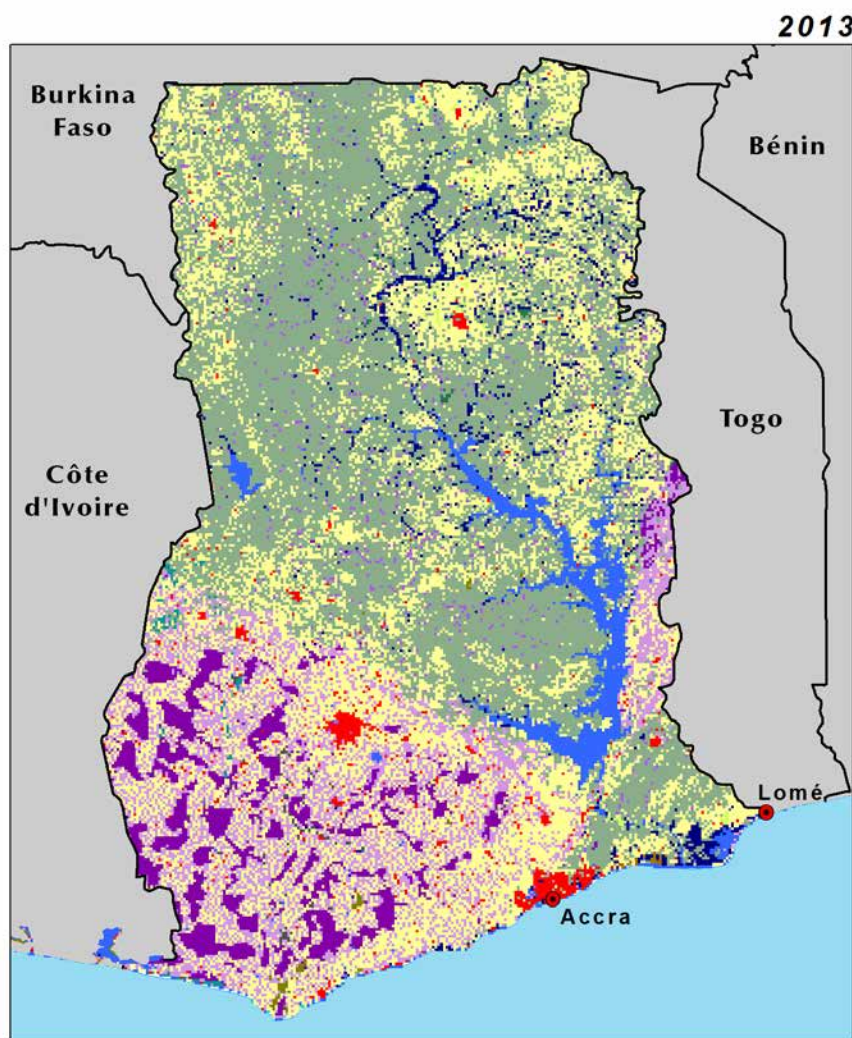 2013
Burkina
Faso
Bénin
Togo
Côte
d'Ivoire
Lomé
Accra